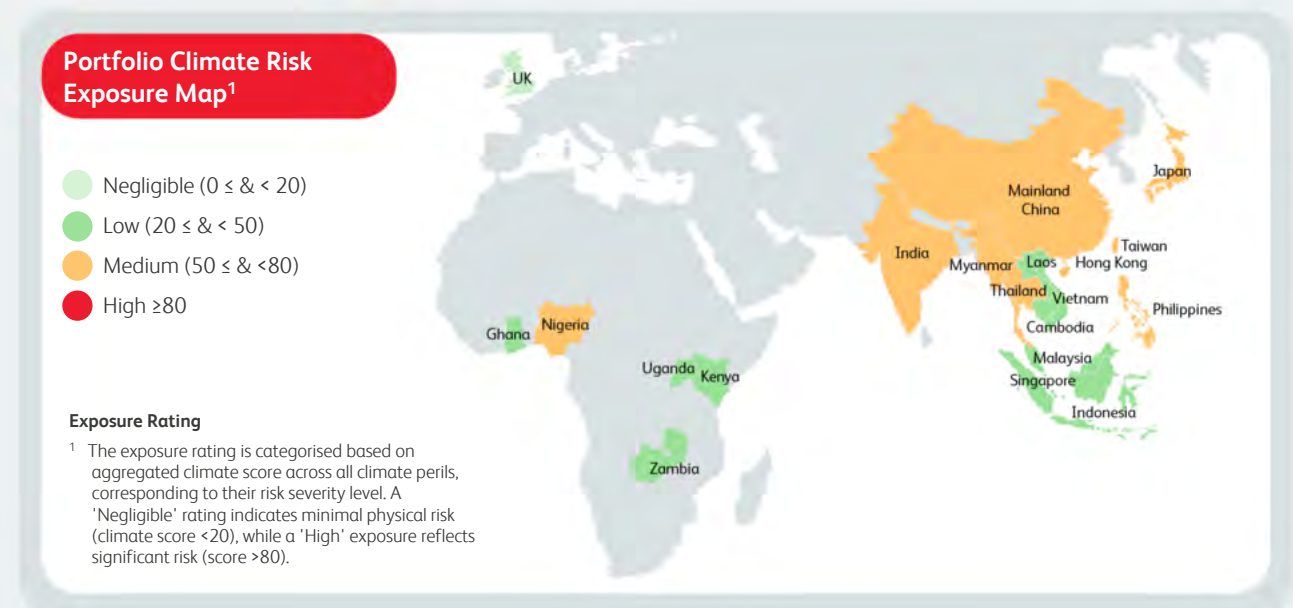 Portfolio Climate Risk
Exposure Map¹
Negligible (0 ≤ & < 20)
Low (20 ≤ & < 50)
Medium (50 ≤ & <80)
High ≥80
Exposure Rating
¹ The exposure rating is categorised based on
aggregated climate score across all climate perils,
corresponding to their risk severity level. A
'Negligible' rating indicates minimal physical risk
(climate score <20), while a 'High' exposure reflects
significant risk (score >80).
UK
Ghana
Nigeria
Uganda
Kenya
Zambia
Mainland
China
Japan
India
Myanmar
Laos
Taiwan
Hong Kong
Thailand
Vietnam
Philippines
Cambodia
Malaysia
Singapore
Indonesia